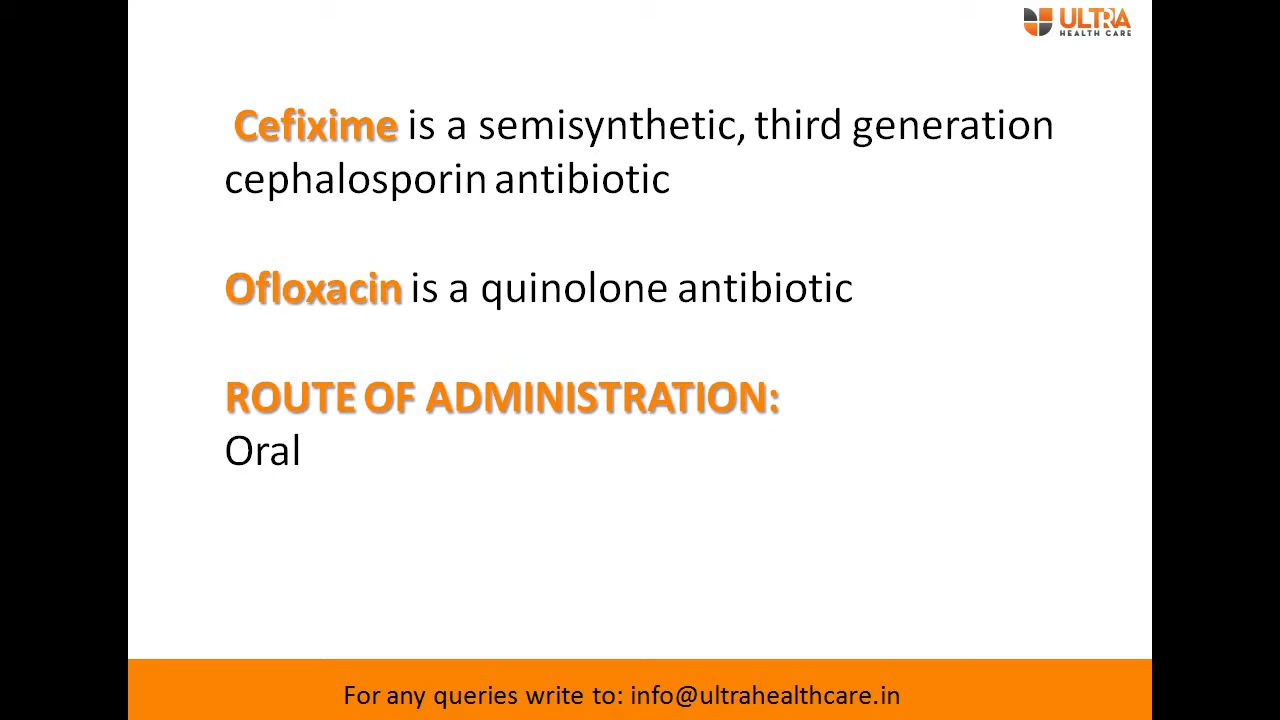 ULTRA
HEALTH CARE
Cefixime is a semisynthetic, third generation
cephalosporin antibiotic
Ofloxacin is a quinolone antibiotic
ROUTE OF ADMINISTRATION:
Oral
For any queries write to: info@ultrahealthcare.in